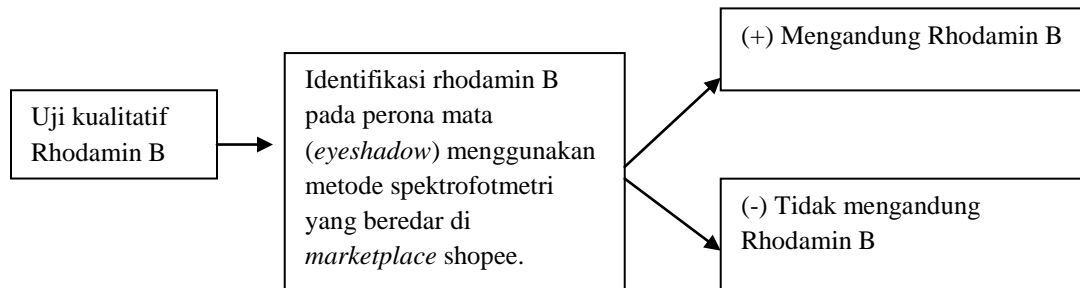 Uji kualitatif
Rhodamin B
Identifikasi rhodamin B
pada perona mata
(eyeshadow) menggunakan
metode spektrofotmetri
yang beredar di
marketplace shopee.
(+) Mengandung Rhodamin B
(-) Tidak mengandung
Rhodamin B